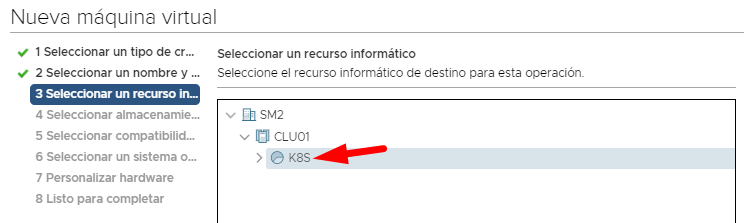 Nueva máquina virtual
1 Seleccionar un tipo de cr...
2 Seleccionar un nombre y ...
3 Seleccionar un recurso in...
4 Seleccionar almacenamie...
5 Seleccionar compatibilid...
6 Seleccionar un sistema o...
7 Personalizar hardware
8 Listo para completar
Seleccionar un recurso informático
Seleccione el recurso informático de destino para esta operación.
SM2
CLU01
K8S